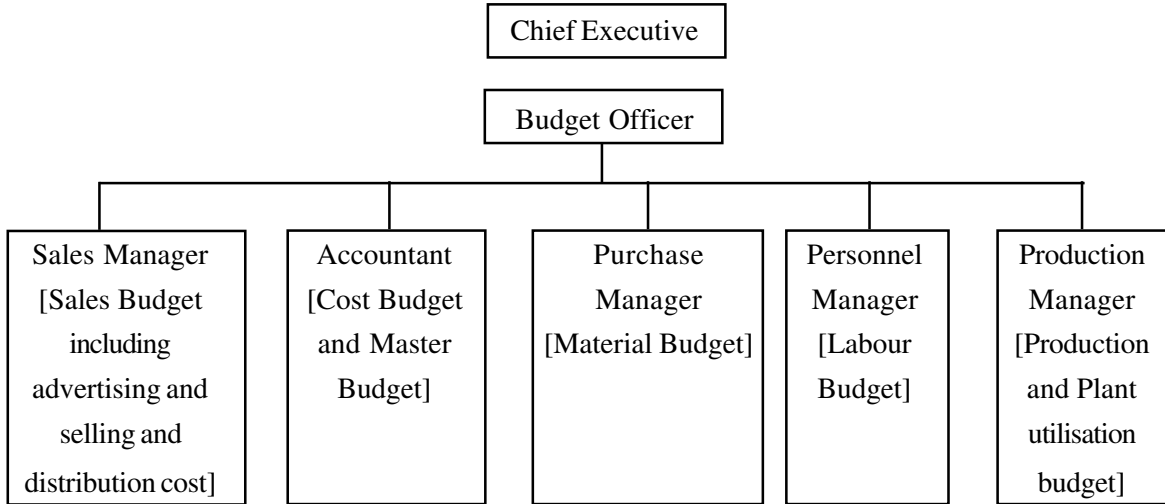 Chief Executive
Budget Officer
Sales Manager
[Sales Budget
including
advertising and
selling and
distribution cost]
Accountant
[Cost Budget
and Master
Budget]
Purchase
Manager
[Material Budget]
Personnel
Manager
[Labour
Budget]
Production
Manager
[Production
and Plant
utilisation
budget]